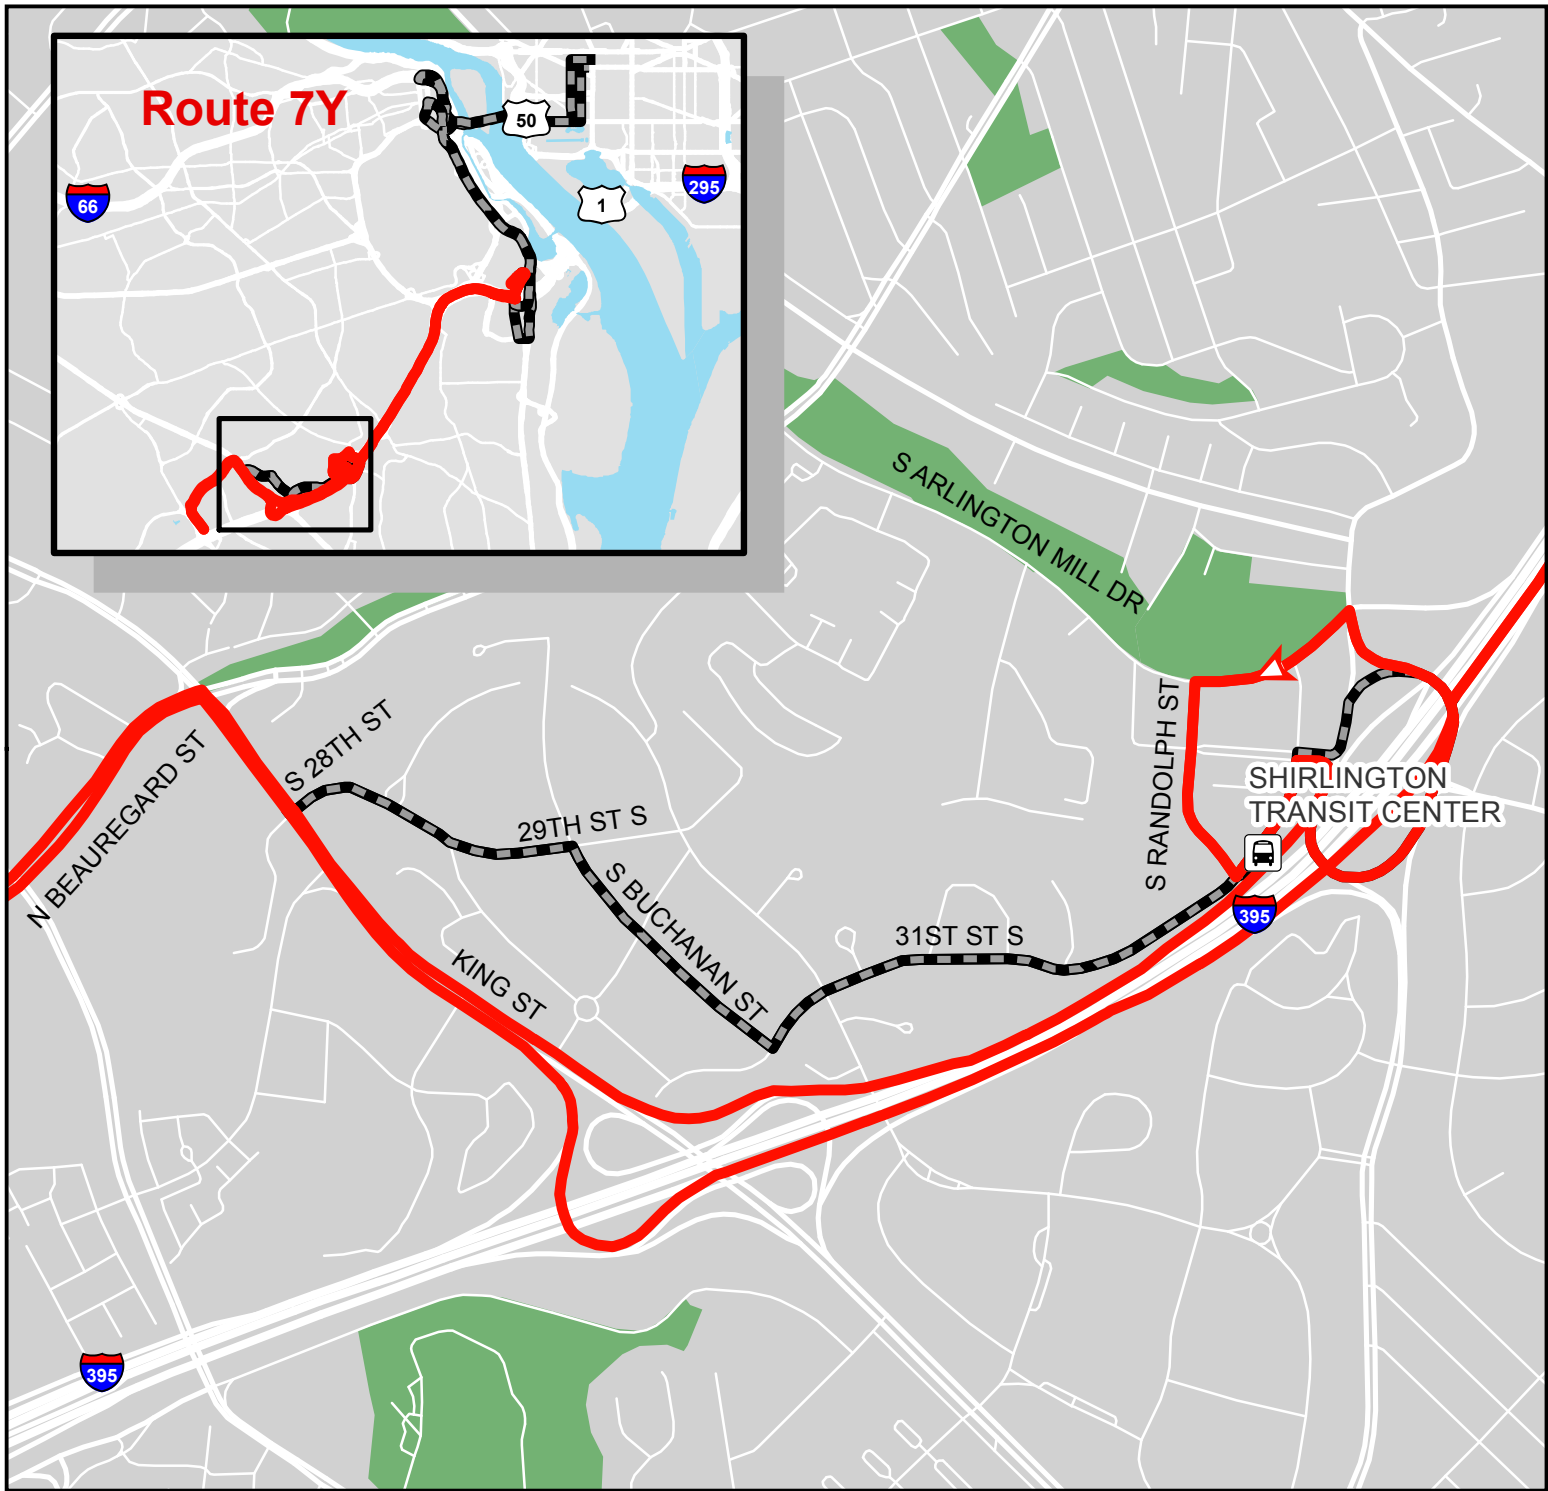 Route 7Y
50
66
295
1
S ARLINGTON MILL DR
S 28TH ST
N BEAUREGARD ST
29TH ST S
S RANDOLPH ST
SHIRLINGTON
TRANSIT CENTER
S BUCHANAN ST
395
31ST ST S
KING ST
395